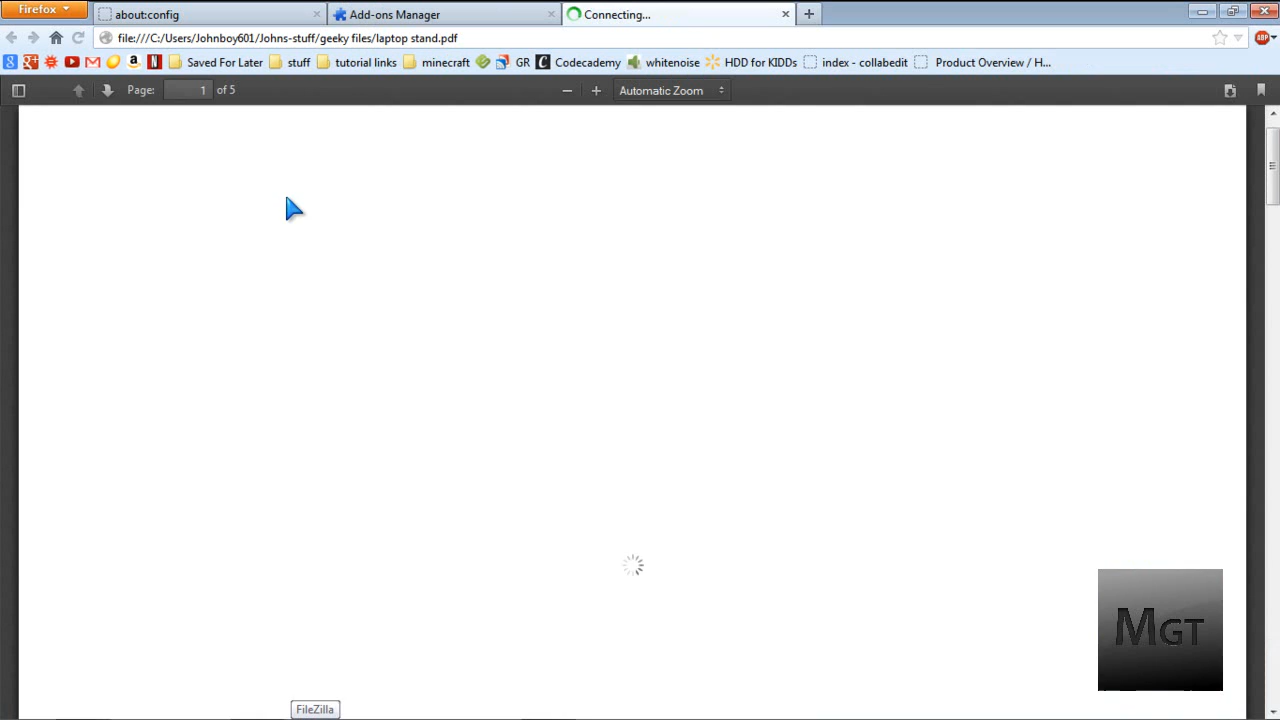 Firefox
about:config
Add-ons Manager
Connecting...
file:///C:/Users/Johnboy601/Johns-stuff/geeky files/laptop stand.pdf
ABP
Saved For Later
stuff
tutorial links
minecraft
GR
Codecademy
whitenoise
HDD for KIDDs
index - collabedit
Product Overview / H...
Page: 1 of 5
Automatic Zoom
MGT
FileZilla